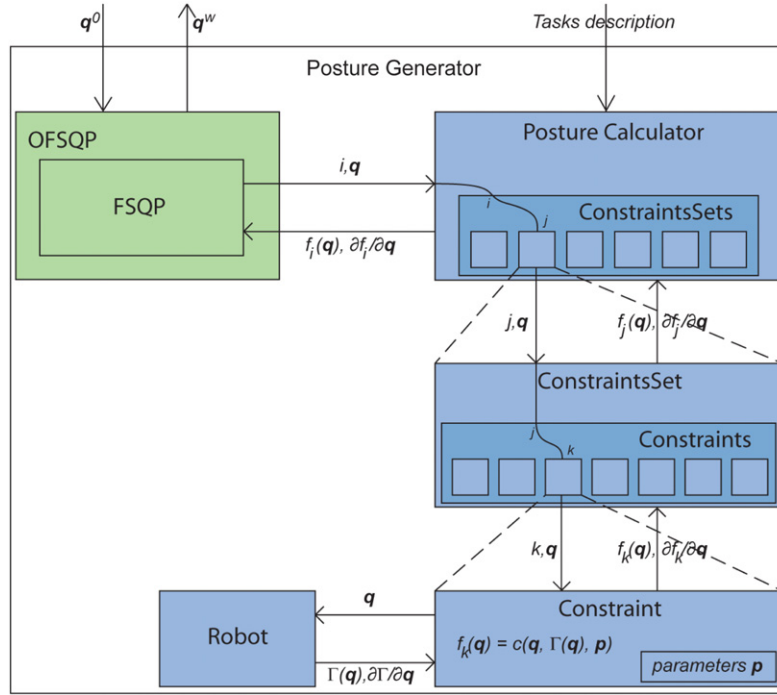 q⁰
qʷ
Tasks description
Posture Generator
OFSQP
FSQP
Posture Calculator
i,q
i
j
ConstraintsSets
fᵢ(q), ∂fᵢ/∂q
j,q
fⱼ(q), ∂fⱼ/∂q
ConstraintsSet
j
k
Constraints
k,q
fₖ(q), ∂fₖ/∂q
q
Robot
Constraint
fₖ(q) = c(q, Γ(q), p)
Γ(q),∂Γ/∂q
parameters p